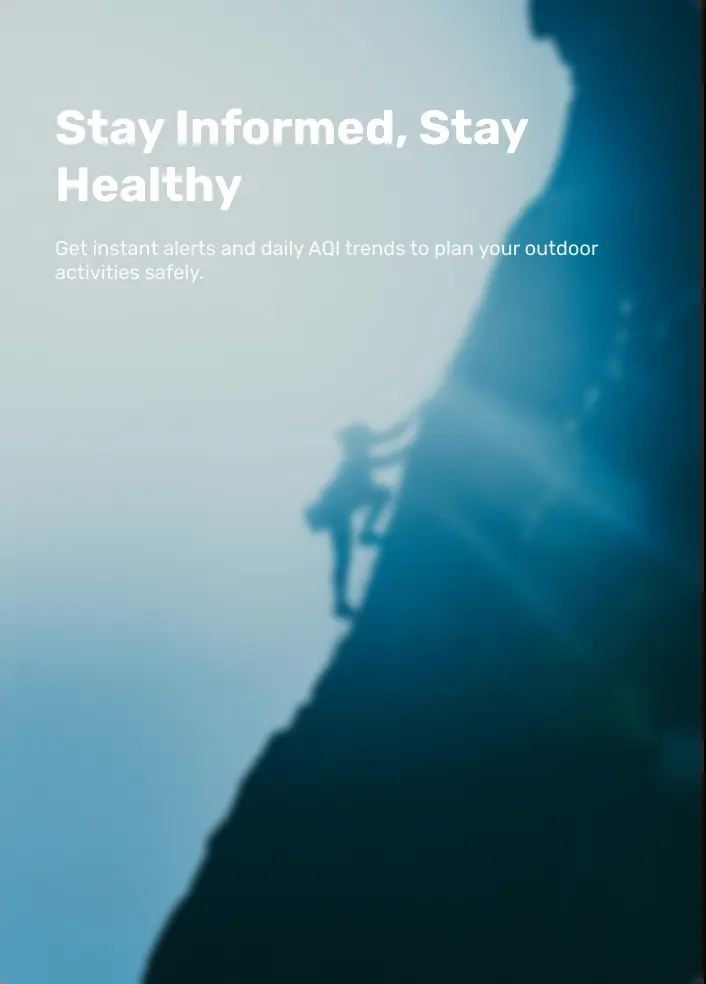 Stay Informed, Stay
Healthy
Get instant alerts and daily AQI trends to plan your outdoor
activities safely.